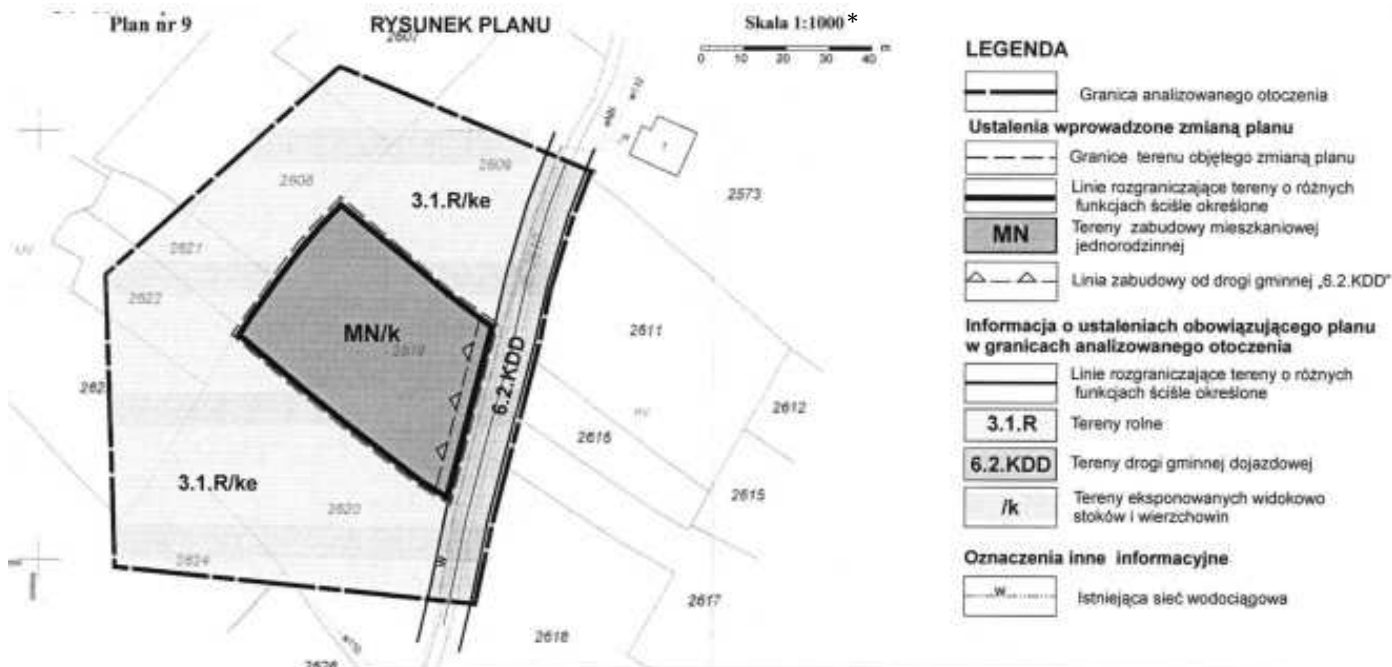 Plan nr 9
RYSUNEK PLANU
Skala 1:1000*
0 10 20 30 40 m
2607
2609
2608
3.1.R/ke
2573
2621
2622
MN/k
2619
6.2.KDD
2611
262
2612
2616
3.1.R/ke
2620
2615
2624
w
2617
2618
2626
LEGENDA
Granica analizowanego otoczenia
Ustalenia wprowadzone zmianą planu
Granice terenu objętego zmianą planu
Linie rozgraniczające tereny o różnych
funkcjach ściśle określone
MN
Tereny zabudowy mieszkaniowej
jednorodzinnej
Linia zabudowy od drogi gminnej „6.2.KDD"
Informacja o ustaleniach obowiązującego planu
w granicach analizowanego otoczenia
Linie rozgraniczające tereny o różnych
funkcjach ściśle określone
3.1.R
Tereny rolne
6.2.KDD
Tereny drogi gminnej dojazdowej
/k
Tereny eksponowanych widokowo
stoków i wierzchowin
Oznaczenia inne informacyjne
w
Istniejąca sieć wodociągowa